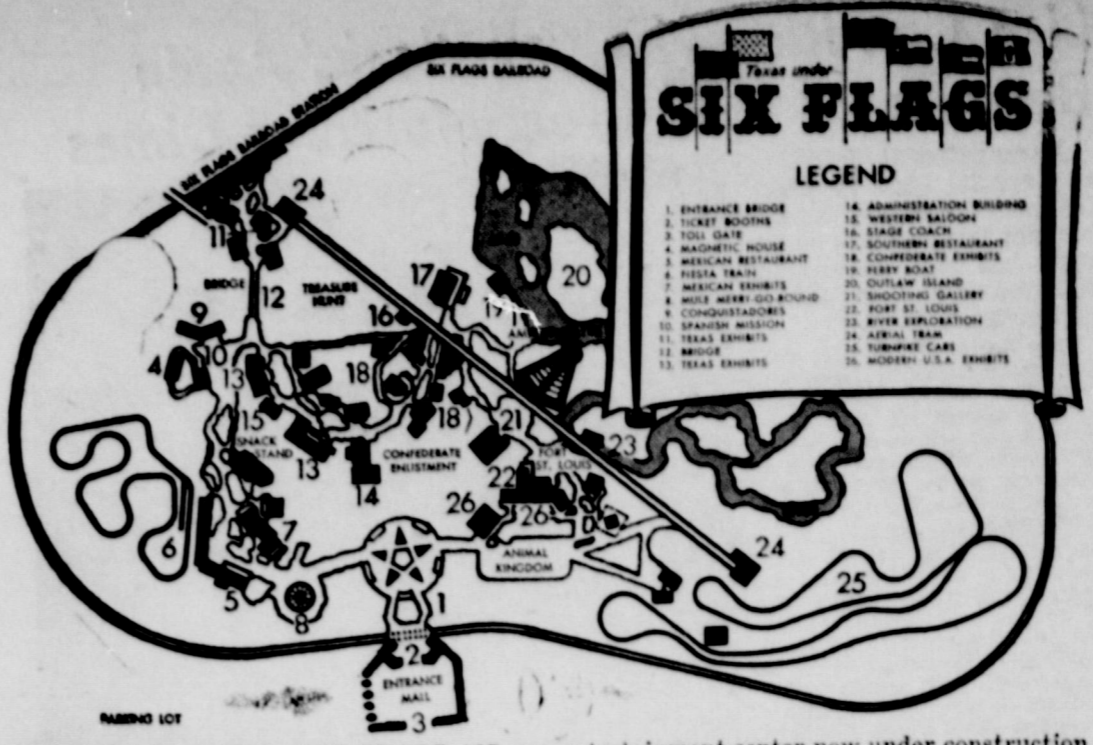 SIX FLAGS RAILROAD
SIX FLAGS RAILROAD STATION
Texas under
SIX FLAGS
LEGEND
1. ENTRANCE BRIDGE
2. TICKET BOOTHS
3. TOLL GATE
4. MAGNETIC HOUSE
5. MEXICAN RESTAURANT
6. FIESTA TRAIN
7. MEXICAN EXHIBITS
8. MULE MERRY-GO-ROUND
9. CONQUISTADORES
10. SPANISH MISSION
11. TEXAS EXHIBITS
12. BRIDGE
13. TEXAS EXHIBITS
14. ADMINISTRATION BUILDING
15. WESTERN SALOON
16. STAGE COACH
17. SOUTHERN RESTAURANT
18. CONFEDERATE EXHIBITS
19. FERRY BOAT
20. OUTLAW ISLAND
21. SHOOTING GALLERY
22. FORT ST. LOUIS
23. RIVER EXPLORATION
24. AERIAL TRAM
25. TURNPIKE CARS
26. MODERN U.S.A. EXHIBITS
24
11
BRIDGE
12
TREASURE
HUNT
17
16
19
20
9
10
4
13
18
18
15
SNACK
STAND
13
14
CONFEDERATE
ENLISTMENT
21
23
FORT
ST. LOUIS
22
26
26
7
6
5
8
ANIMAL
KINGDOM
24
25
1
2
ENTRANCE
MALL
3
PARKING LOT
center now under construction